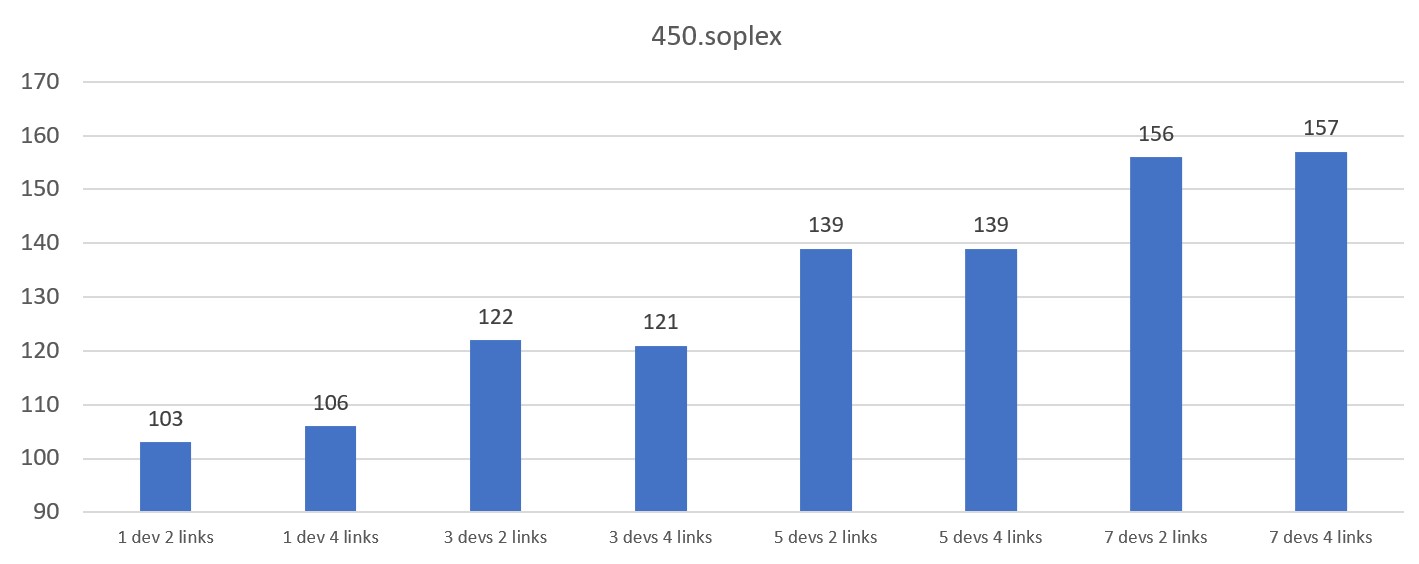 450.soplex
170
160
150
140
130
120
110
100
90
103
106
122
121
139
139
156
157
1 dev 2 links
1 dev 4 links
3 devs 2 links
3 devs 4 links
5 devs 2 links
5 devs 4 links
7 devs 2 links
7 devs 4 links